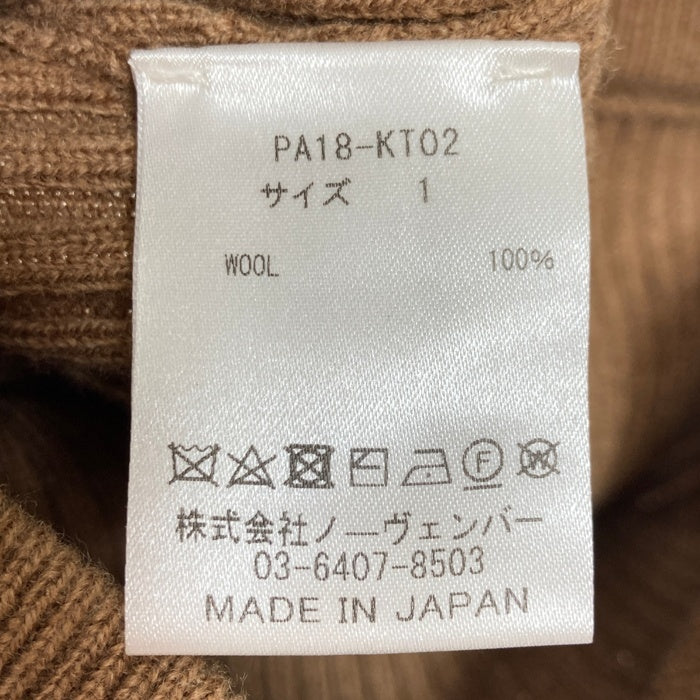 PA18-KT02
サイズ 1
WOOL 100%
F W
株式会社ノーヴェンバー
03-6407-8503
MADE IN JAPAN